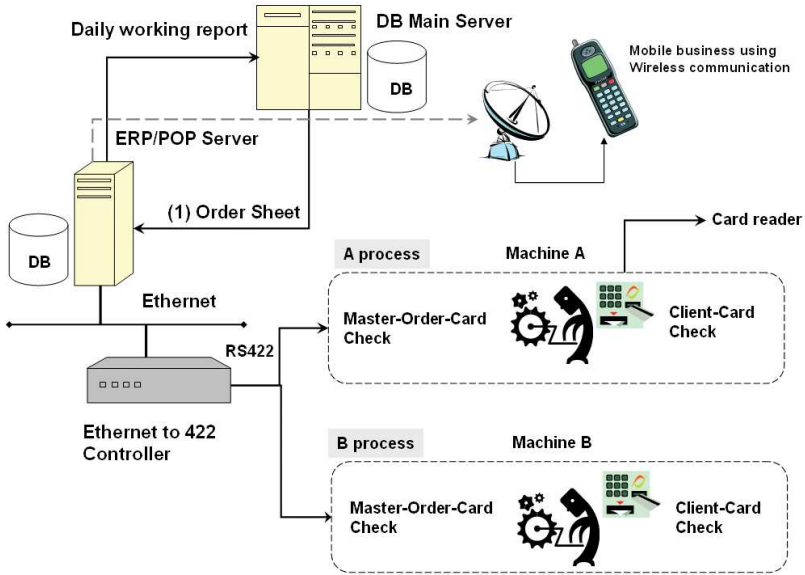 Daily working report
DB Main Server
DB
Mobile business using
Wireless communication
ERP/POP Server
(1) Order Sheet
DB
Card reader
A process
Machine A
Ethernet
Master-Order-Card
Check
Client-Card
Check
RS422
Ethernet to 422
Controller
B process
Machine B
Master-Order-Card
Check
Client-Card
Check